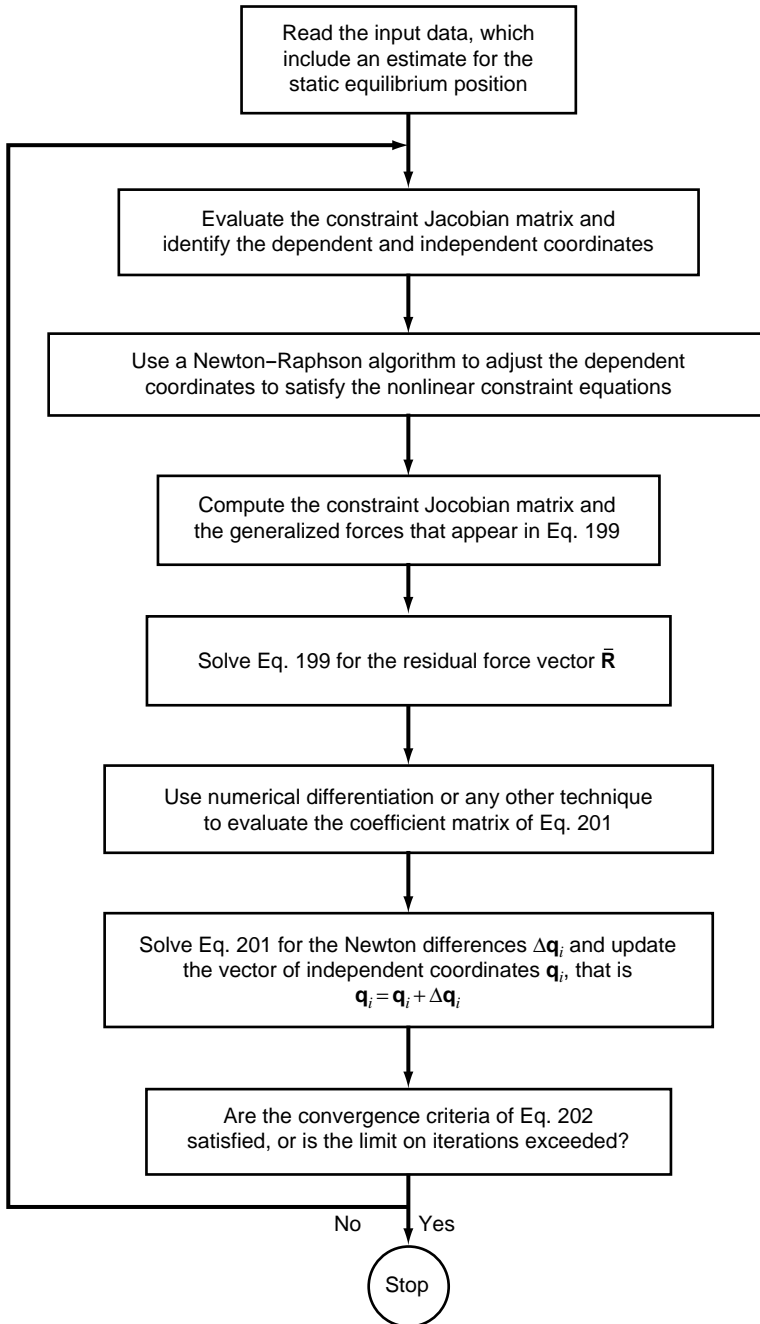 Read the input data, which
include an estimate for the
static equilibrium position
Evaluate the constraint Jacobian matrix and
identify the dependent and independent coordinates
Use a Newton–Raphson algorithm to adjust the dependent
coordinates to satisfy the nonlinear constraint equations
Compute the constraint Jocobian matrix and
the generalized forces that appear in Eq. 199
Solve Eq. 199 for the residual force vector R̄
Use numerical differentiation or any other technique
to evaluate the coefficient matrix of Eq. 201
Solve Eq. 201 for the Newton differences Δqᵢ and update
the vector of independent coordinates qᵢ, that is
qᵢ = qᵢ + Δqᵢ
Are the convergence criteria of Eq. 202
satisfied, or is the limit on iterations exceeded?
No Yes
Stop